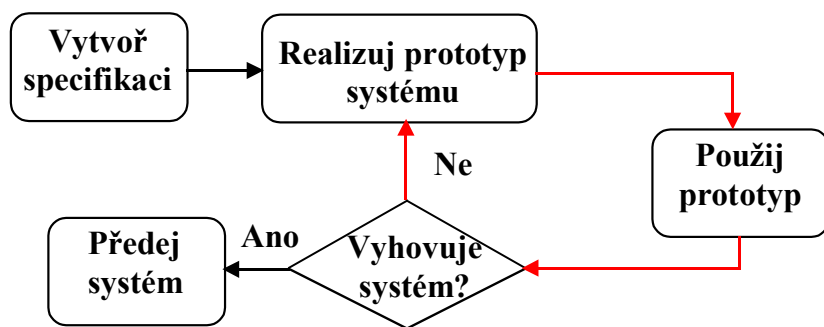 Vytvoř
specifikaci
Realizuj prototyp
systému
Použij
prototyp
Ne
Vyhovuje
systém?
Ano
Předej
systém